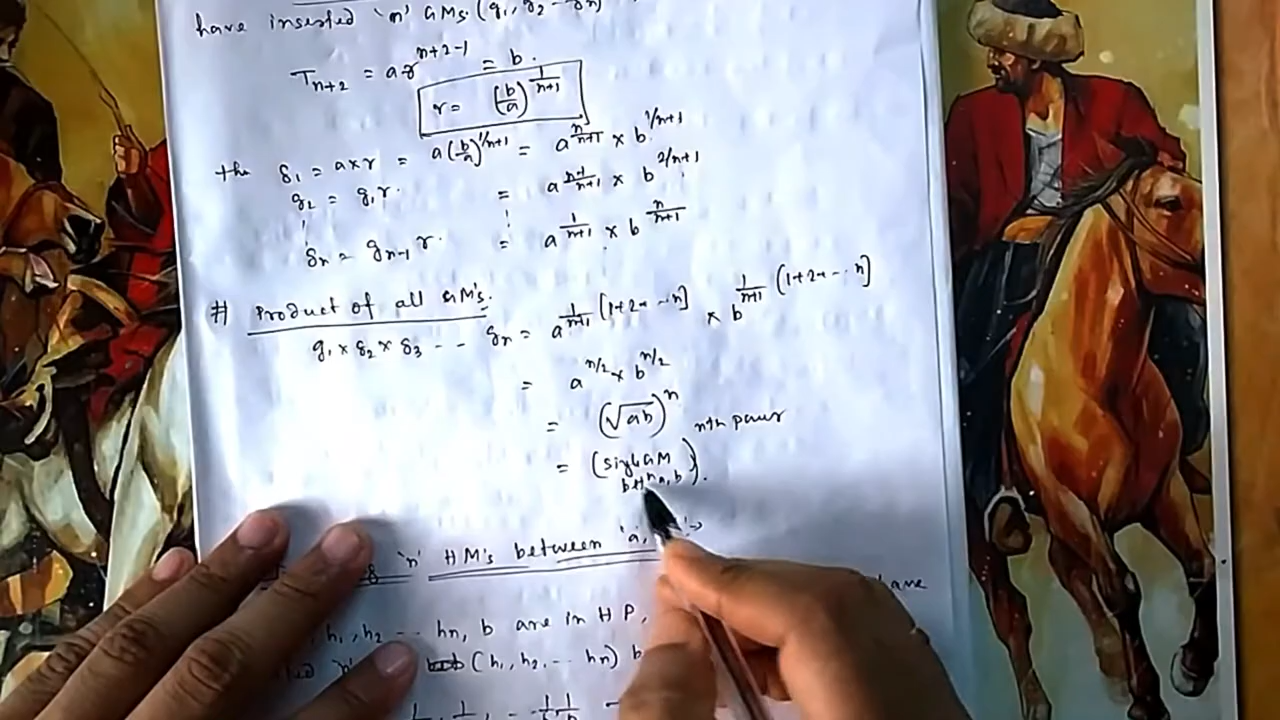 have inserted 'n' GMs. (g₁, g₂ - - gn)
Tn+2 = ar^(n+2-1) = b.
r = (b/a)^(1/(n+1))
the g₁ = a×r = a(b/a)^(1/n+1) = a^(n/(n+1)) × b^(1/n+1)
g₂ = g₁r. = a^((n-1)/(n+1)) × b^(2/n+1)
gn = gn-1 r. = a^(1/(n+1)) × b^(n/(n+1))
# Product of all GM's.
g₁ × g₂ × g₃ - - gn = a^(1/(n+1) [1+2+ - - n]) × b^(1/(n+1) (1+2+ - - n])
= a^(n/2) × b^(n/2)
= (√ab)^n nth power
= (single GM
betⁿ a, b).
'n' HM's between 'a,
h₁, h₂ - - hn, b are in HP, have
(h₁, h₂, - - hn) b